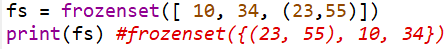 fs = frozenset([ 10, 34, (23,55)])
print(fs) #frozenset({(23, 55), 10, 34})